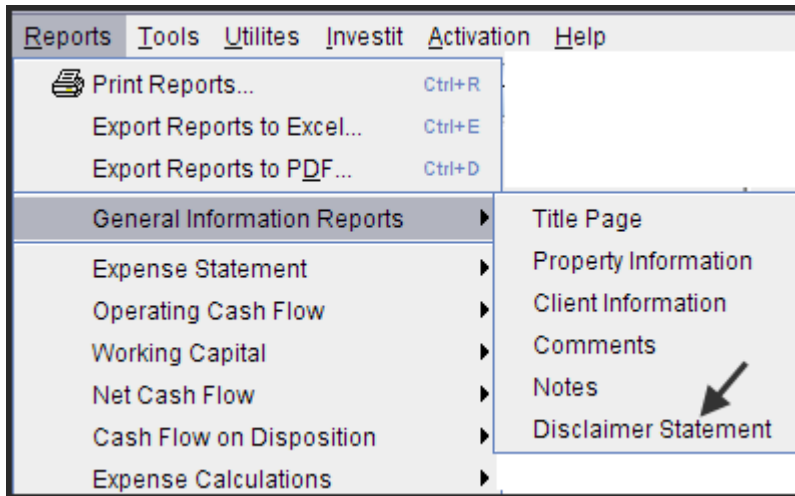 Reports Tools Utilites Investit Activation Help
Print Reports... Ctrl+R
Export Reports to Excel... Ctrl+E
Export Reports to PDF... Ctrl+D
General Information Reports
Title Page
Property Information
Client Information
Comments
Notes
Disclaimer Statement
Expense Statement
Operating Cash Flow
Working Capital
Net Cash Flow
Cash Flow on Disposition
Expense Calculations